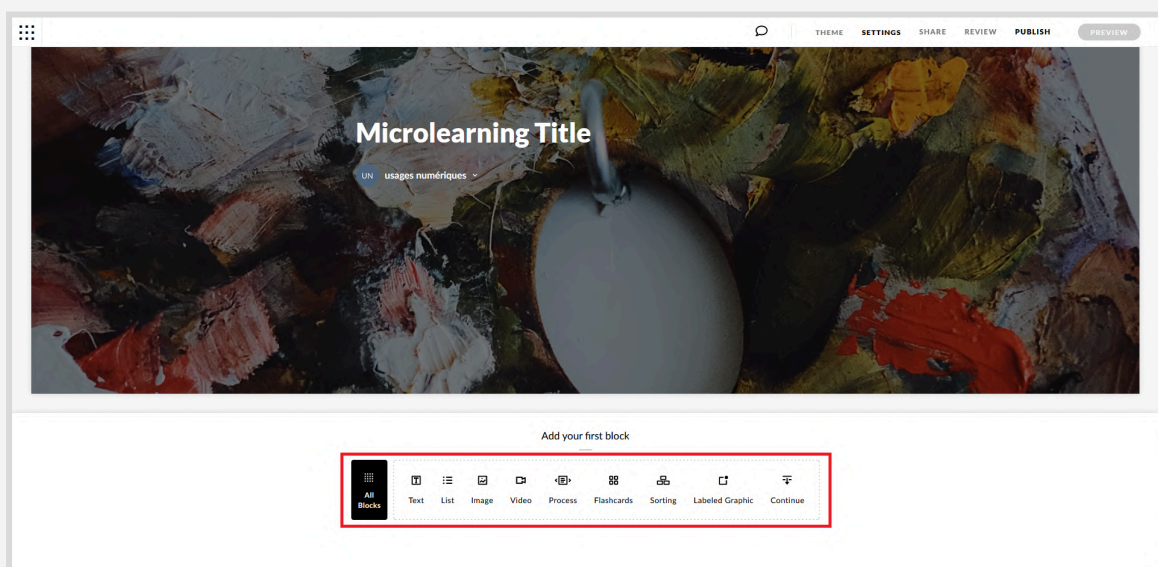 THEME SETTINGS SHARE REVIEW PUBLISH PREVIEW
Microlearning Title
UN usages numériques
Add your first block
All Blocks
Text List Image Video Process Flashcards Sorting Labeled Graphic Continue